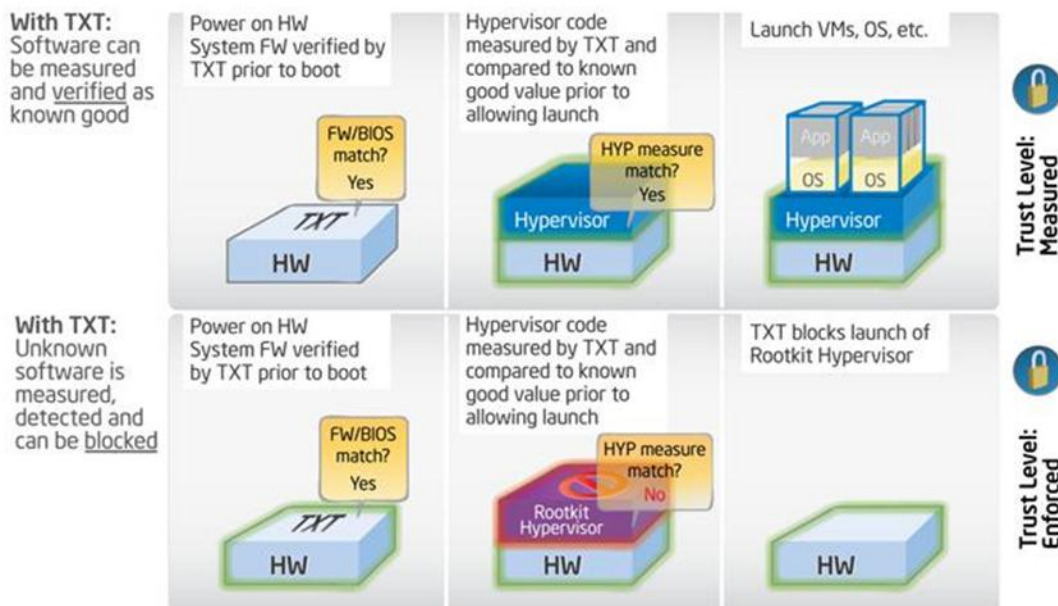 With TXT:
Software can
be measured
and verified as
known good
Power on HW
System FW verified by
TXT prior to boot
FW/BIOS
match?
Yes
TXT
HW
Hypervisor code
measured by TXT and
compared to known
good value prior to
allowing launch
HYP measure
match?
Yes
Hypervisor
HW
Launch VMs, OS, etc.
App
App
OS
OS
Hypervisor
HW
Trust Level:
Measured
With TXT:
Unknown
software is
measured,
detected and
can be blocked
Power on HW
System FW verified
by TXT prior to boot
FW/BIOS
match?
Yes
TXT
HW
Hypervisor code
measured by TXT and
compared to known
good value prior to
allowing launch
HYP measure
match?
No
Rootkit
Hypervisor
HW
TXT blocks launch of
Rootkit Hypervisor
HW
Trust Level:
Enforced